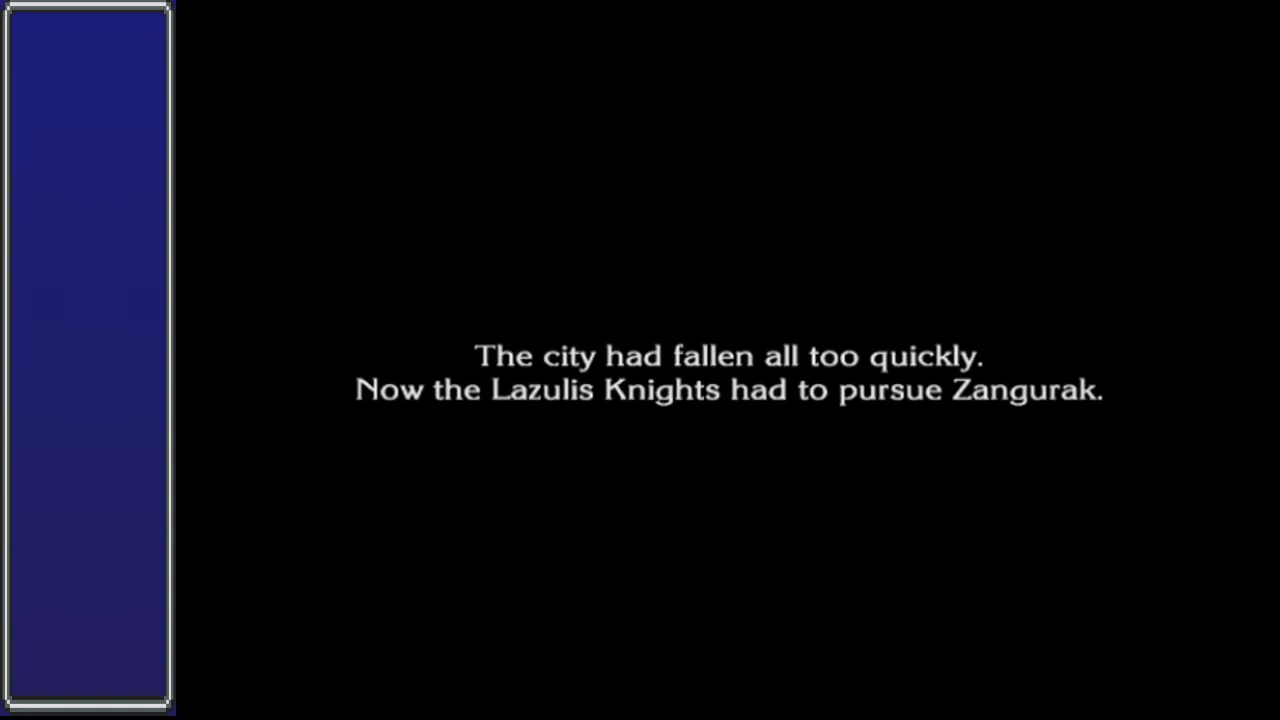 The city had fallen all too quickly.
Now the Lazulis Knights had to pursue Zangurak.